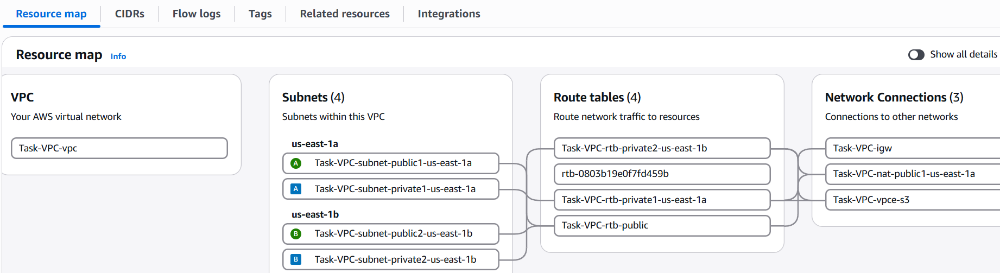 Resource map
CIDRs
Flow logs
Tags
Related resources
Integrations
Resource map Info
Show all details
VPC
Your AWS virtual network
Task-VPC-vpc
Subnets (4)
Subnets within this VPC
us-east-1a
A Task-VPC-subnet-public1-us-east-1a
A Task-VPC-subnet-private1-us-east-1a
us-east-1b
B Task-VPC-subnet-public2-us-east-1b
B Task-VPC-subnet-private2-us-east-1b
Route tables (4)
Route network traffic to resources
Task-VPC-rtb-private2-us-east-1b
rtb-0803b19e0f7fd459b
Task-VPC-rtb-private1-us-east-1a
Task-VPC-rtb-public
Network Connections (3)
Connections to other networks
Task-VPC-igw
Task-VPC-nat-public1-us-east-1a
Task-VPC-vpce-s3